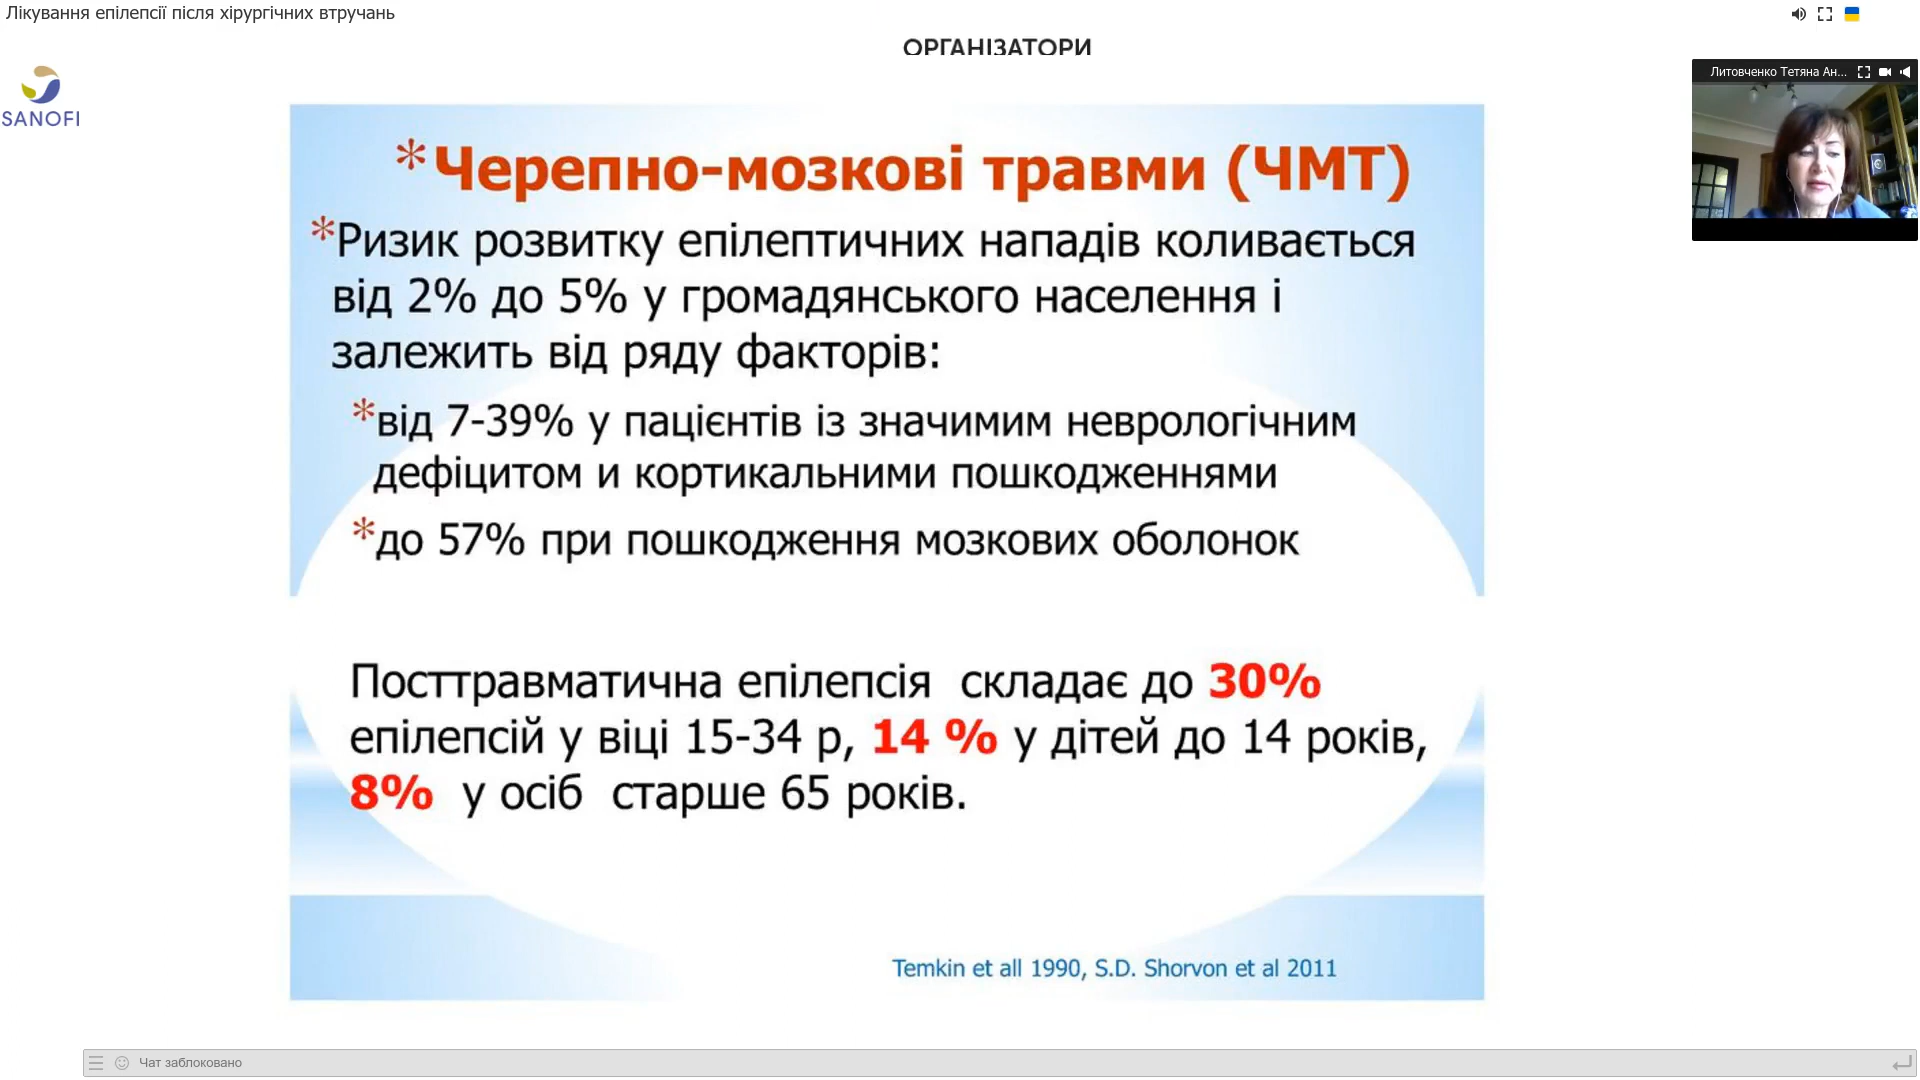 Лікування епілепсії після хірургічних втручань
ОРГАНІЗАТОРИ
SANOFI
Литовченко Тетяна Ан...
*Черепно-мозкові травми (ЧМТ)
*Ризик розвитку епілептичних нападів коливається
від 2% до 5% у громадянського населення і
залежить від ряду факторів:
*від 7-39% у пацієнтів із значимим неврологічним
дефіцитом и кортикальними пошкодженнями
*до 57% при пошкодження мозкових оболонок
Посттравматична епілепсія складає до 30%
епілепсій у віці 15-34 р, 14 % у дітей до 14 років,
8% у осіб старше 65 років.
Temkin et all 1990, S.D. Shorvon et al 2011
Чат заблоковано